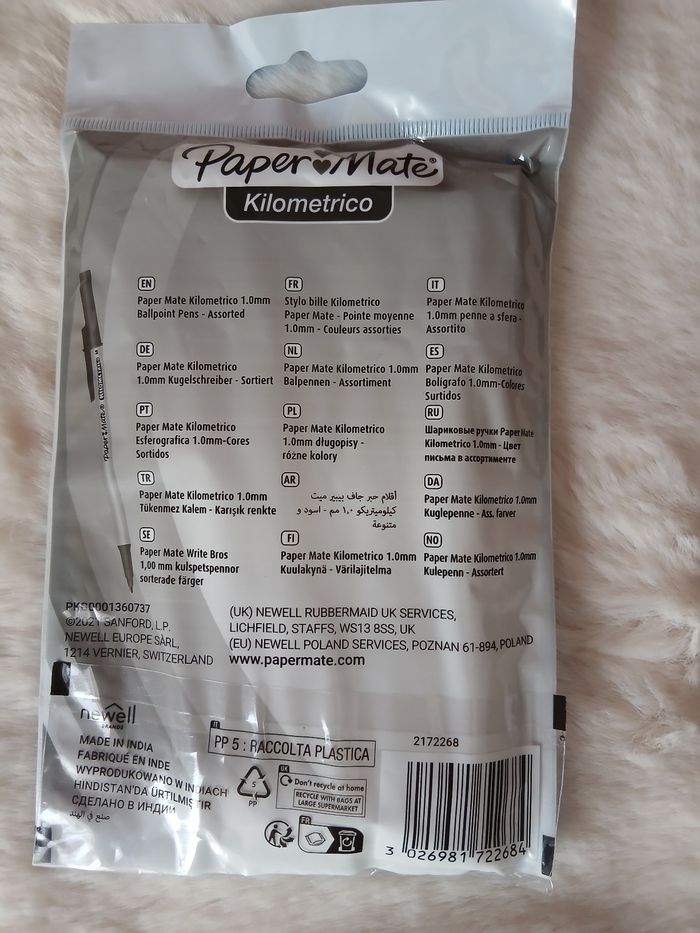 Paper Mate®
Kilometrico
EN
Paper Mate Kilometrico 1.0mm
Ballpoint Pens - Assorted
FR
Stylo bille Kilometrico
Paper Mate - Pointe moyenne
1.0mm - Couleurs assorties
IT
Paper Mate Kilometrico
1.0mm penne a sfera -
Assortito
DE
Paper Mate Kilometrico
1.0mm Kugelschreiber - Sortiert
NL
Paper Mate Kilometrico 1.0mm
Balpennen - Assortiment
ES
Paper Mate Kilometrico
Boligrafo 1.0mm-Colores
Surtidos
PT
Paper Mate Kilometrico
Esferografica 1.0mm-Cores
Sortidos
PL
Paper Mate Kilometrico
1.0mm długopisy -
różne kolory
RU
Шариковые ручки Paper Mate
Kilometrico 1.0mm - Цвет
письма в ассортименте
TR
Paper Mate Kilometrico 1.0mm
Tükenmez Kalem - Karışık renkte
AR
أقلام حبر جاف بيبير ميت
كيلوميتريكو ١,٠ مم - اسود و
متنوعة
DA
Paper Mate Kilometrico 1.0mm
Kuglepenne - Ass. farver
SE
Paper Mate Write Bros
1,00 mm kulspetspennor
sorterade färger
FI
Paper Mate Kilometrico 1.0mm
Kuulakynä - Värilajitelma
NO
Paper Mate Kilometrico 1.0mm
Kulepenn - Assortert
Paper Mate® KILOMETRICO M
PKS0001360737
©2021 SANFORD, L.P.
NEWELL EUROPE SÀRL,
1214 VERNIER, SWITZERLAND
(UK) NEWELL RUBBERMAID UK SERVICES,
LICHFIELD, STAFFS, WS13 8SS, UK
(EU) NEWELL POLAND SERVICES, POZNAN 61-894, POLAND
www.papermate.com
newell
BRANDS
MADE IN INDIA
FABRIQUÉ EN INDE
WYPRODUKOWANO W INDIACH
HINDISTAN'DA ÜRTILMIŞTIR
СДЕЛАНО В ИНДИИ
صنع في الهند
IT
PP 5 : RACCOLTA PLASTICA
5
PP
UK
Don't recycle at home
RECYCLE WITH BAGS AT
LARGE SUPERMARKET
FR
2172268
3 026981 722684